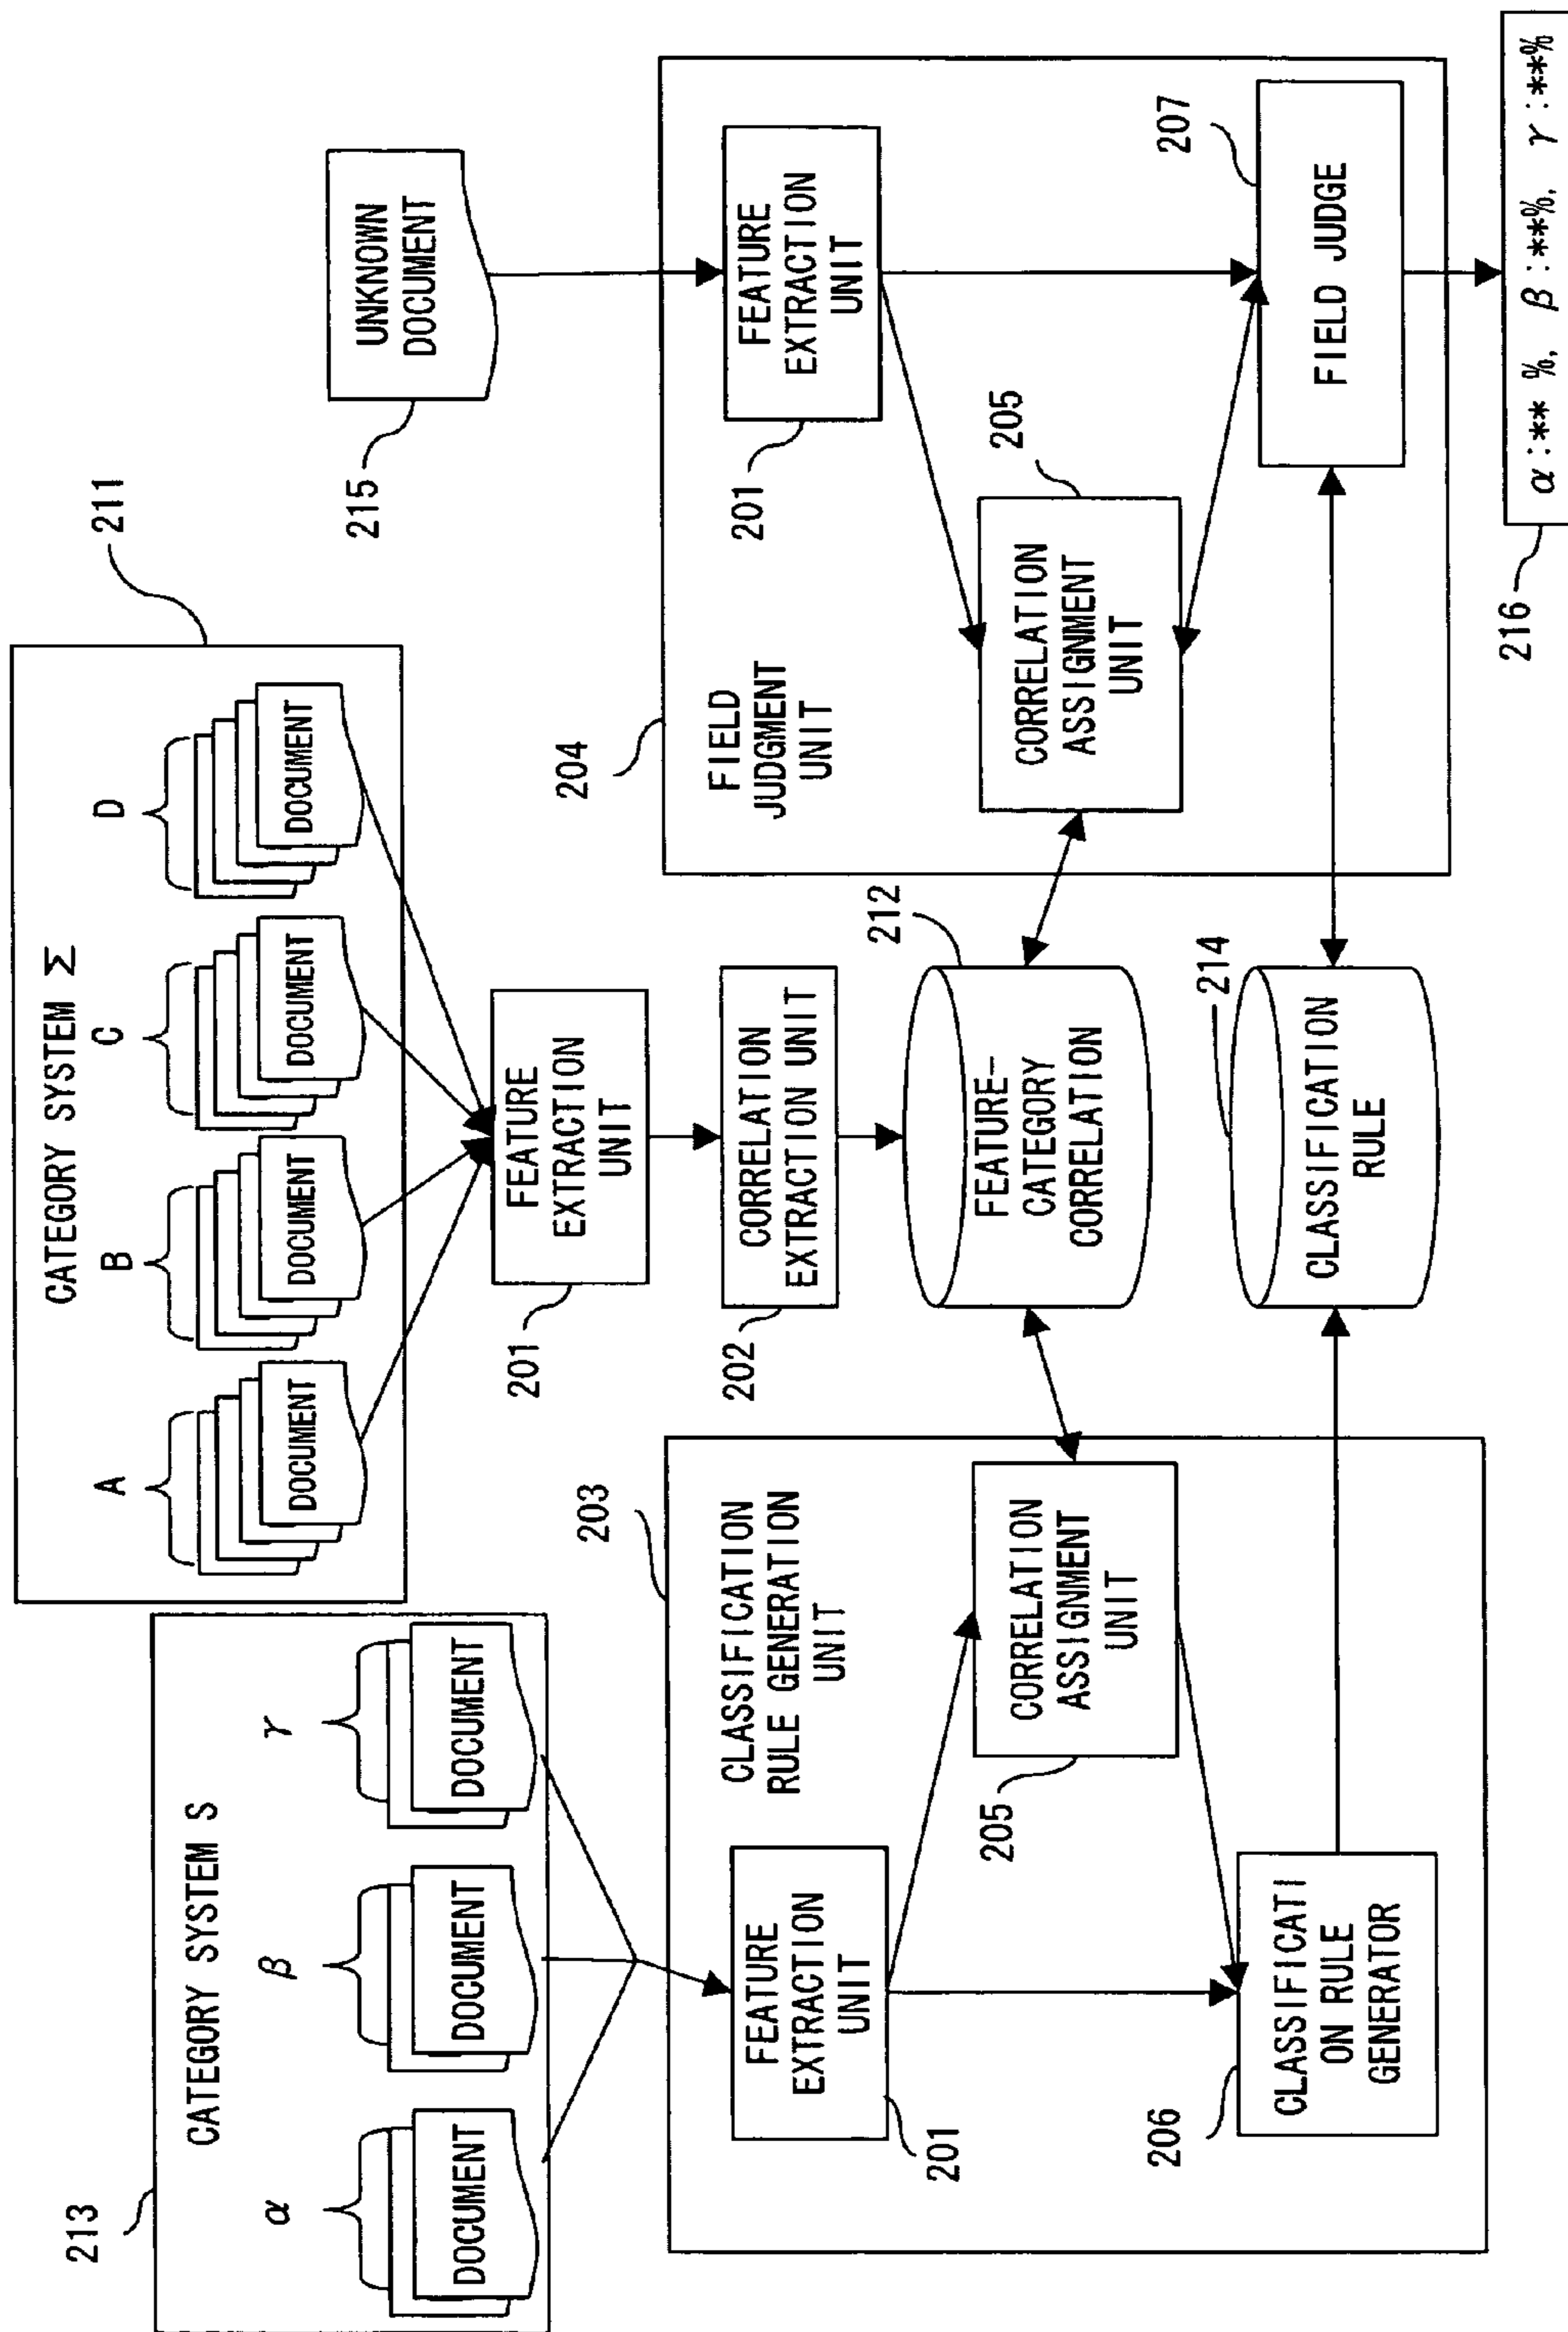 213
CATEGORY SYSTEM S
α
β
γ
DOCUMENT
DOCUMENT
DOCUMENT
211
CATEGORY SYSTEM Σ
A
B
C
D
DOCUMENT
DOCUMENT
DOCUMENT
DOCUMENT
215
UNKNOWN
DOCUMENT
201
FEATURE
EXTRACTION
UNIT
202
CORRELATION
EXTRACTION UNIT
212
FEATURE-
CATEGORY
CORRELATION
214
CLASSIFICATION
RULE
203
CLASSIFICATION
RULE GENERATION
UNIT
FEATURE
EXTRACTION
UNIT
201
CORRELATION
ASSIGNMENT
UNIT
205
206
CLASSIFICATI
ON RULE
GENERATOR
204
FIELD
JUDGMENT
UNIT
FEATURE
EXTRACTION
UNIT
201
205
CORRELATION
ASSIGNMENT
UNIT
207
FIELD JUDGE
216
α:** %, β:**%, γ:**%